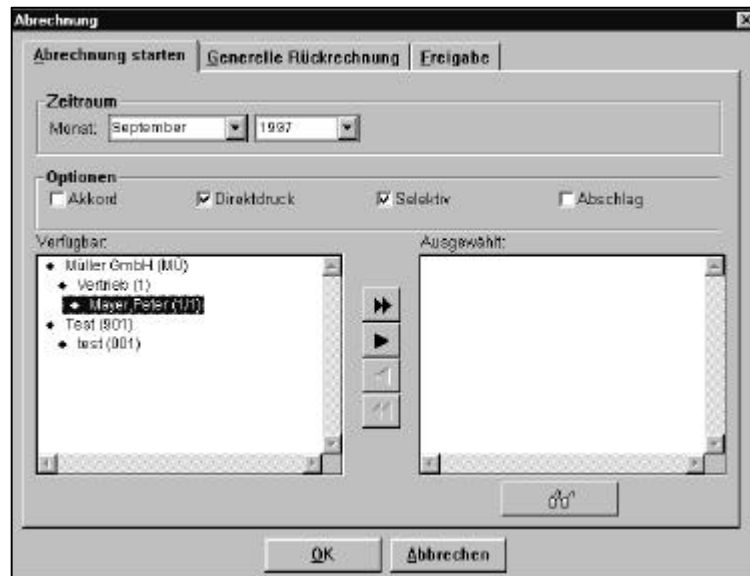 Abrechnung
Abrechnung starten Generelle Rückrechnung Freigabe
Zeitraum
Monat: September 1997
Optionen
Akkord Direktdruck Selektiv Abschlag
Verfügbar: Ausgewählt:
Müller GmbH (MÜ)
Vertrieb (1)
Mayer,Peter (1/1)
Test (901)
test (001)
OK Abbrechen